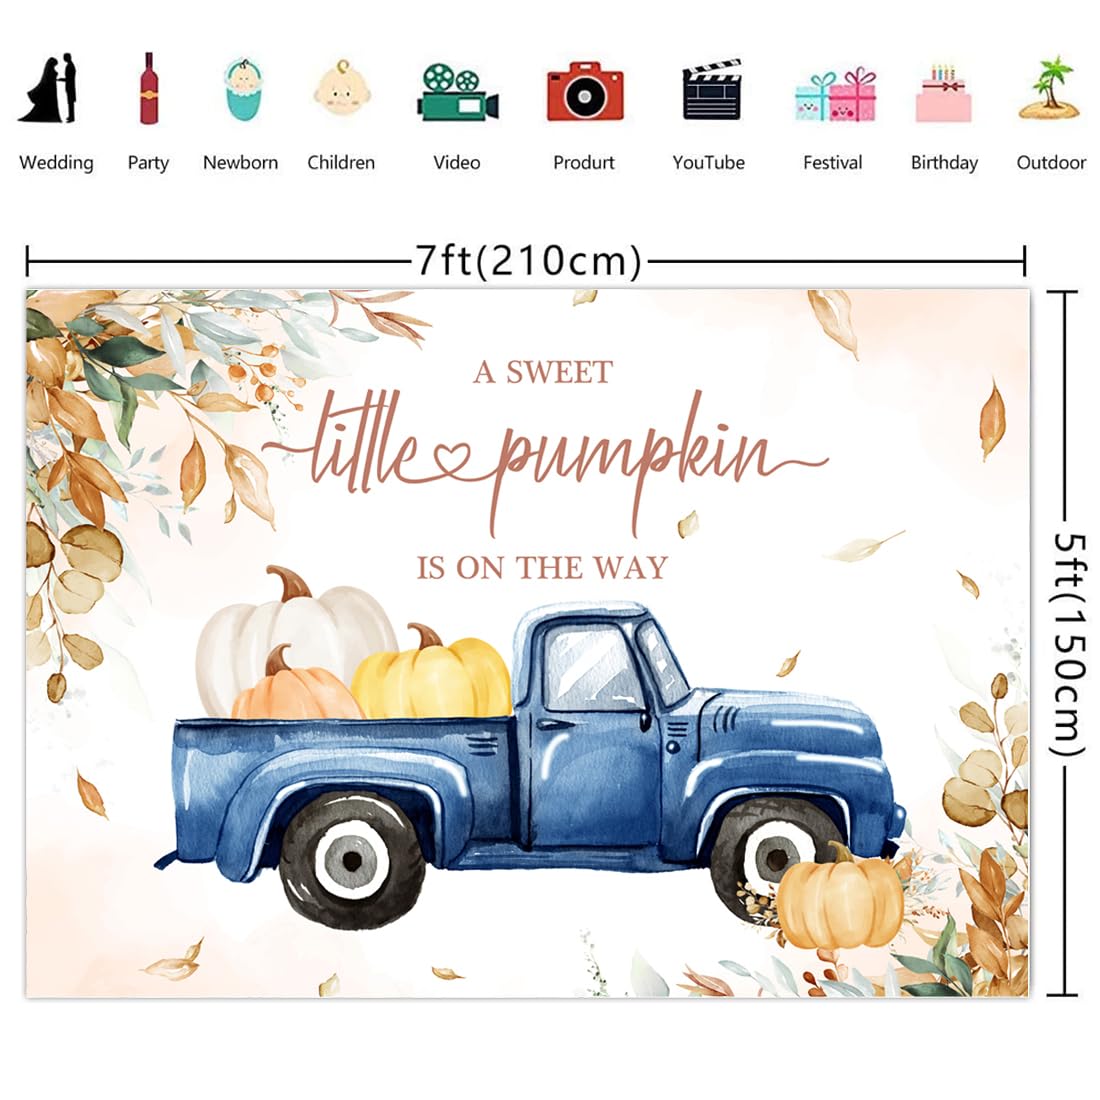 Wedding Party Newborn Children Video Produrt YouTube Festival Birthday Outdoor
7ft(210cm)
A SWEET
little pumpkin
IS ON THE WAY
5ft(150cm)